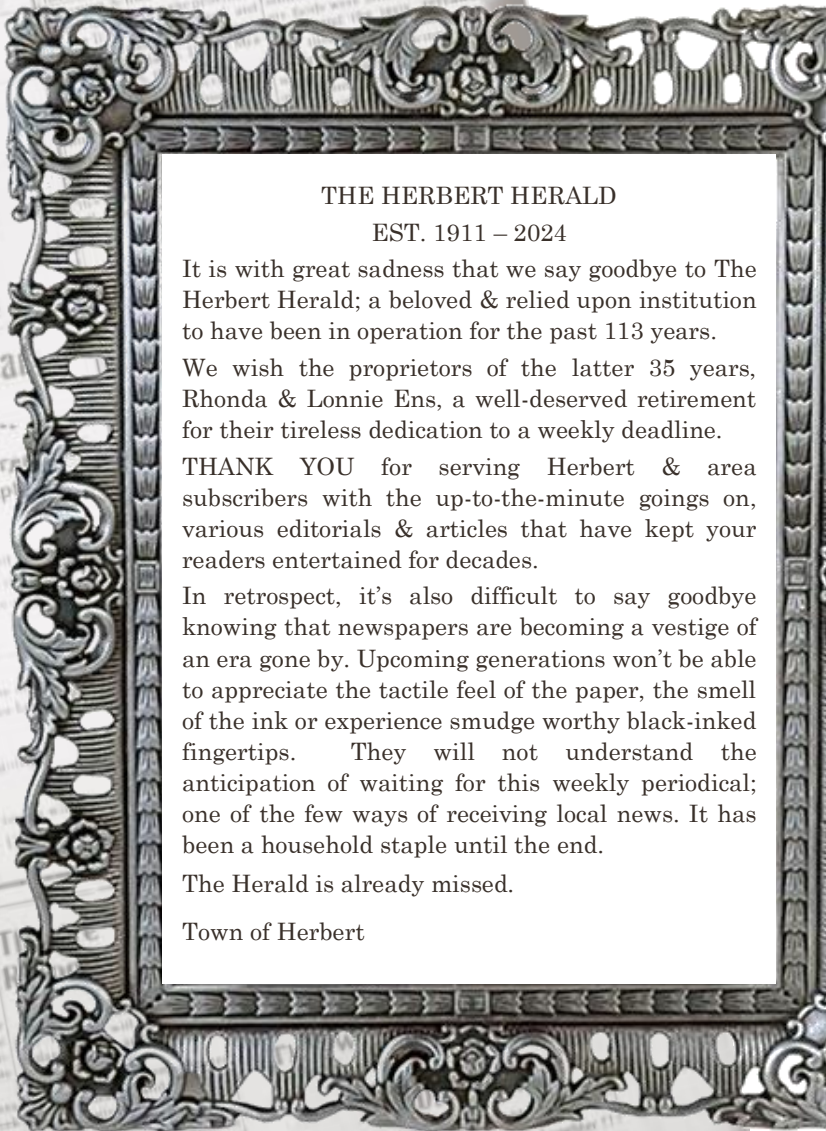 THE HERBERT HERALD
EST. 1911 – 2024
It is with great sadness that we say goodbye to The
Herbert Herald; a beloved & relied upon institution
to have been in operation for the past 113 years.
We wish the proprietors of the latter 35 years,
Rhonda & Lonnie Ens, a well-deserved retirement
for their tireless dedication to a weekly deadline.
THANK YOU for serving Herbert & area
subscribers with the up-to-the-minute goings on,
various editorials & articles that have kept your
readers entertained for decades.
In retrospect, it’s also difficult to say goodbye
knowing that newspapers are becoming a vestige of
an era gone by. Upcoming generations won’t be able
to appreciate the tactile feel of the paper, the smell
of the ink or experience smudge worthy black-inked
fingertips. They will not understand the
anticipation of waiting for this weekly periodical;
one of the few ways of receiving local news. It has
been a household staple until the end.
The Herald is already missed.
Town of Herbert